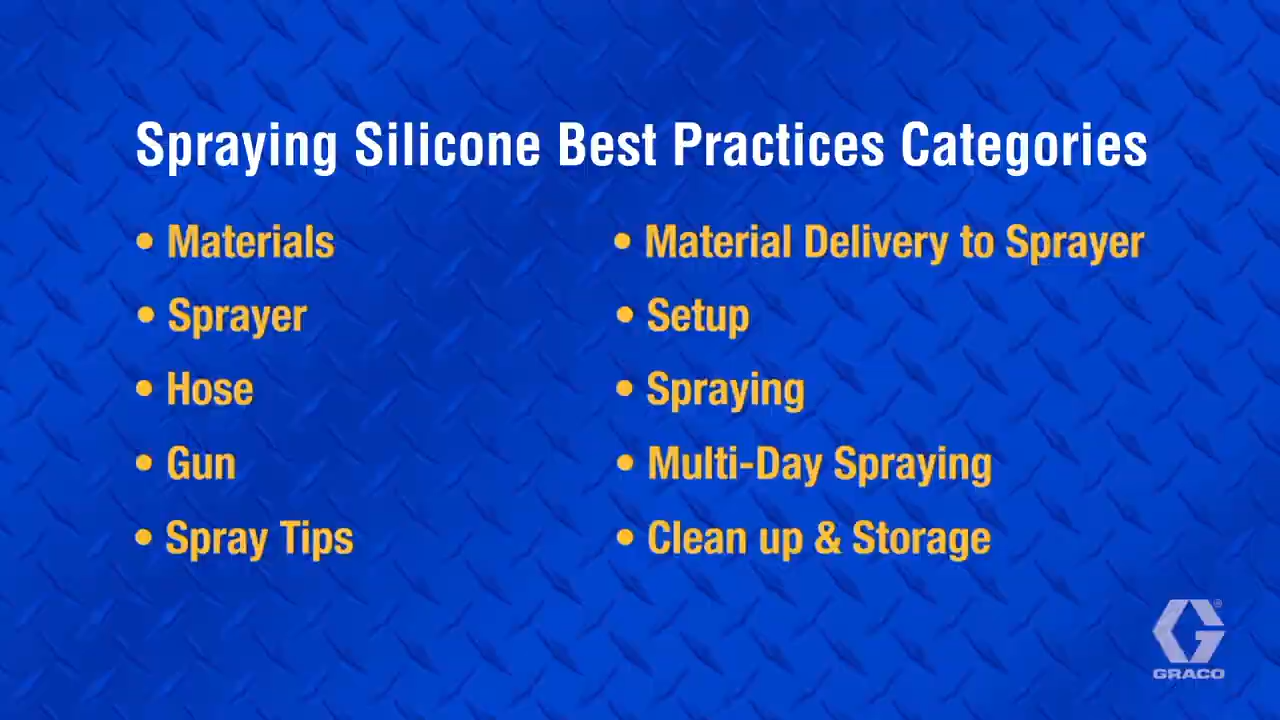 Spraying Silicone Best Practices Categories
• Materials
• Sprayer
• Hose
• Gun
• Spray Tips
• Material Delivery to Sprayer
• Setup
• Spraying
• Multi-Day Spraying
• Clean up & Storage
GRACO